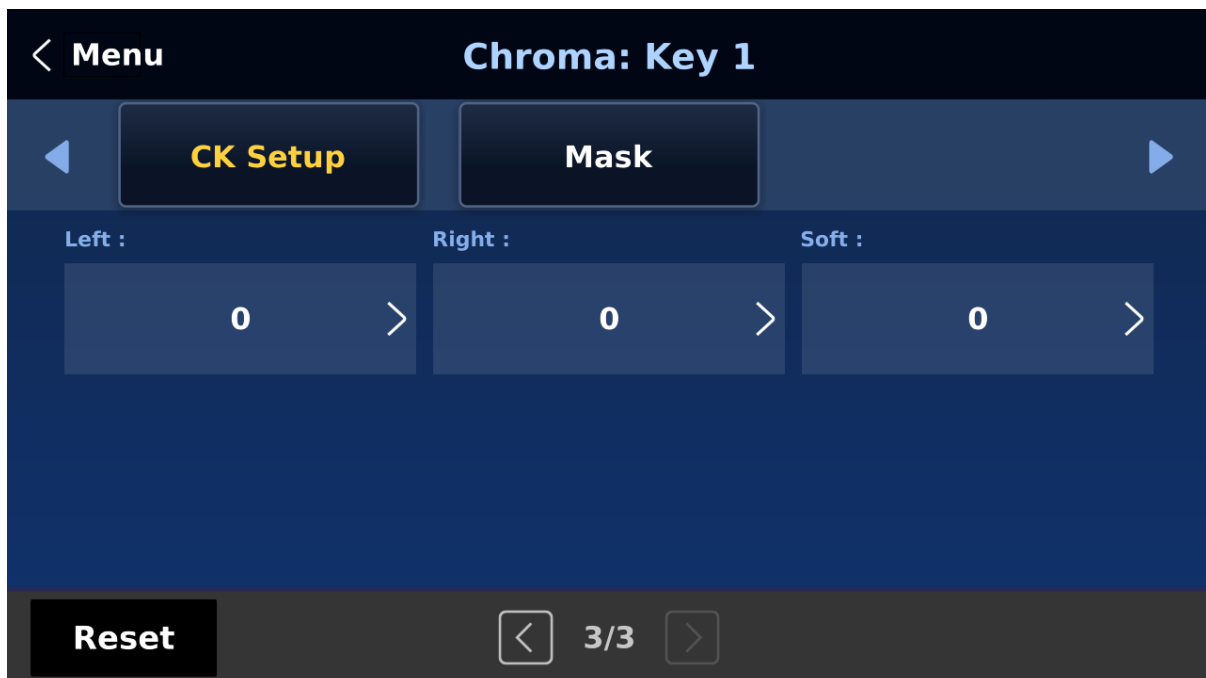 Menu
Chroma: Key 1
CK Setup
Mask
Left :
Right :
Soft :
0
0
0
Reset
3/3